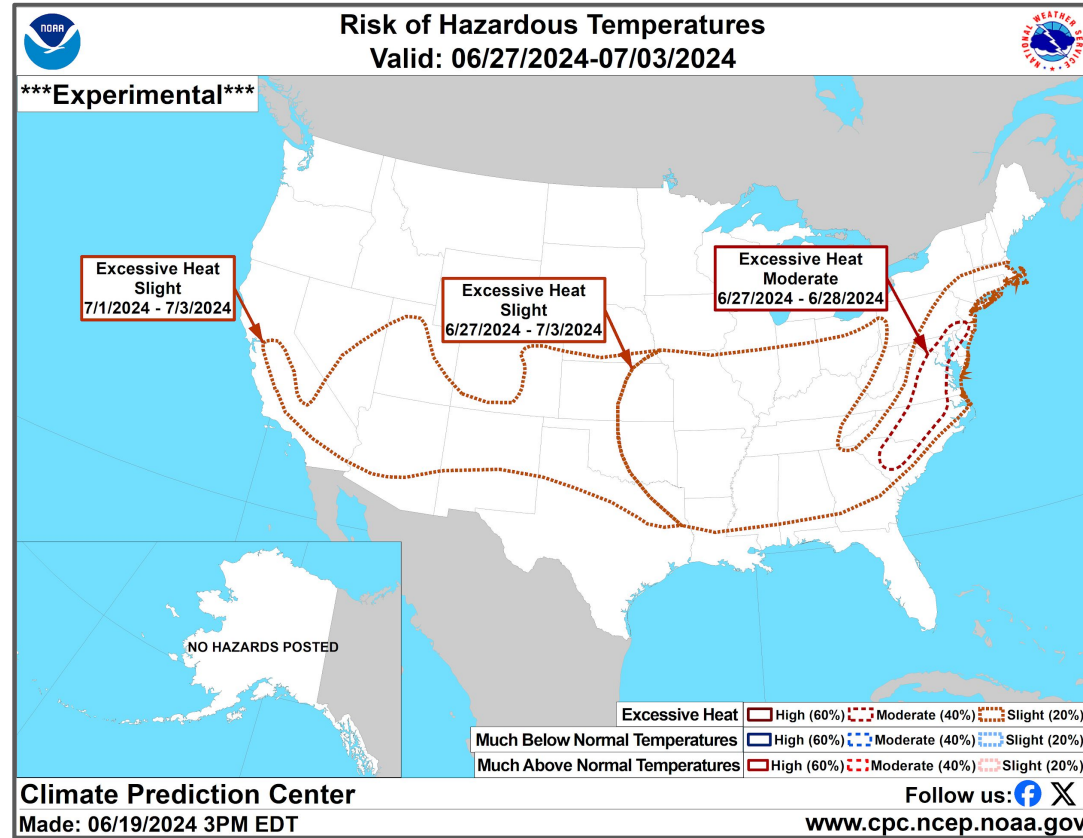 NOAA
Risk of Hazardous Temperatures
Valid: 06/27/2024-07/03/2024
NATIONAL WEATHER SERVICE
***Experimental***
Excessive Heat
Slight
7/1/2024 - 7/3/2024
Excessive Heat
Slight
6/27/2024 - 7/3/2024
Excessive Heat
Moderate
6/27/2024 - 6/28/2024
NO HAZARDS POSTED
Excessive Heat High (60%) Moderate (40%) Slight (20%)
Much Below Normal Temperatures High (60%) Moderate (40%) Slight (20%)
Much Above Normal Temperatures High (60%) Moderate (40%) Slight (20%)
Climate Prediction Center
Follow us:
Made: 06/19/2024 3PM EDT
www.cpc.ncep.noaa.gov